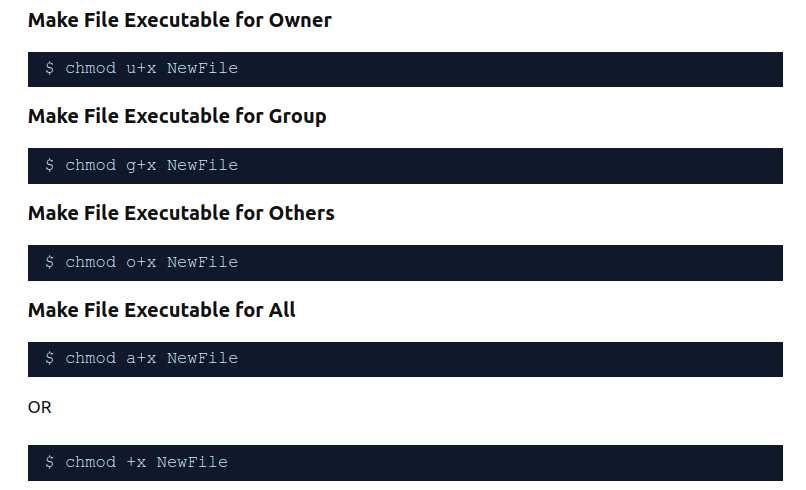 Make File Executable for Owner
$ chmod u+x NewFile
Make File Executable for Group
$ chmod g+x NewFile
Make File Executable for Others
$ chmod o+x NewFile
Make File Executable for All
$ chmod a+x NewFile
OR
$ chmod +x NewFile